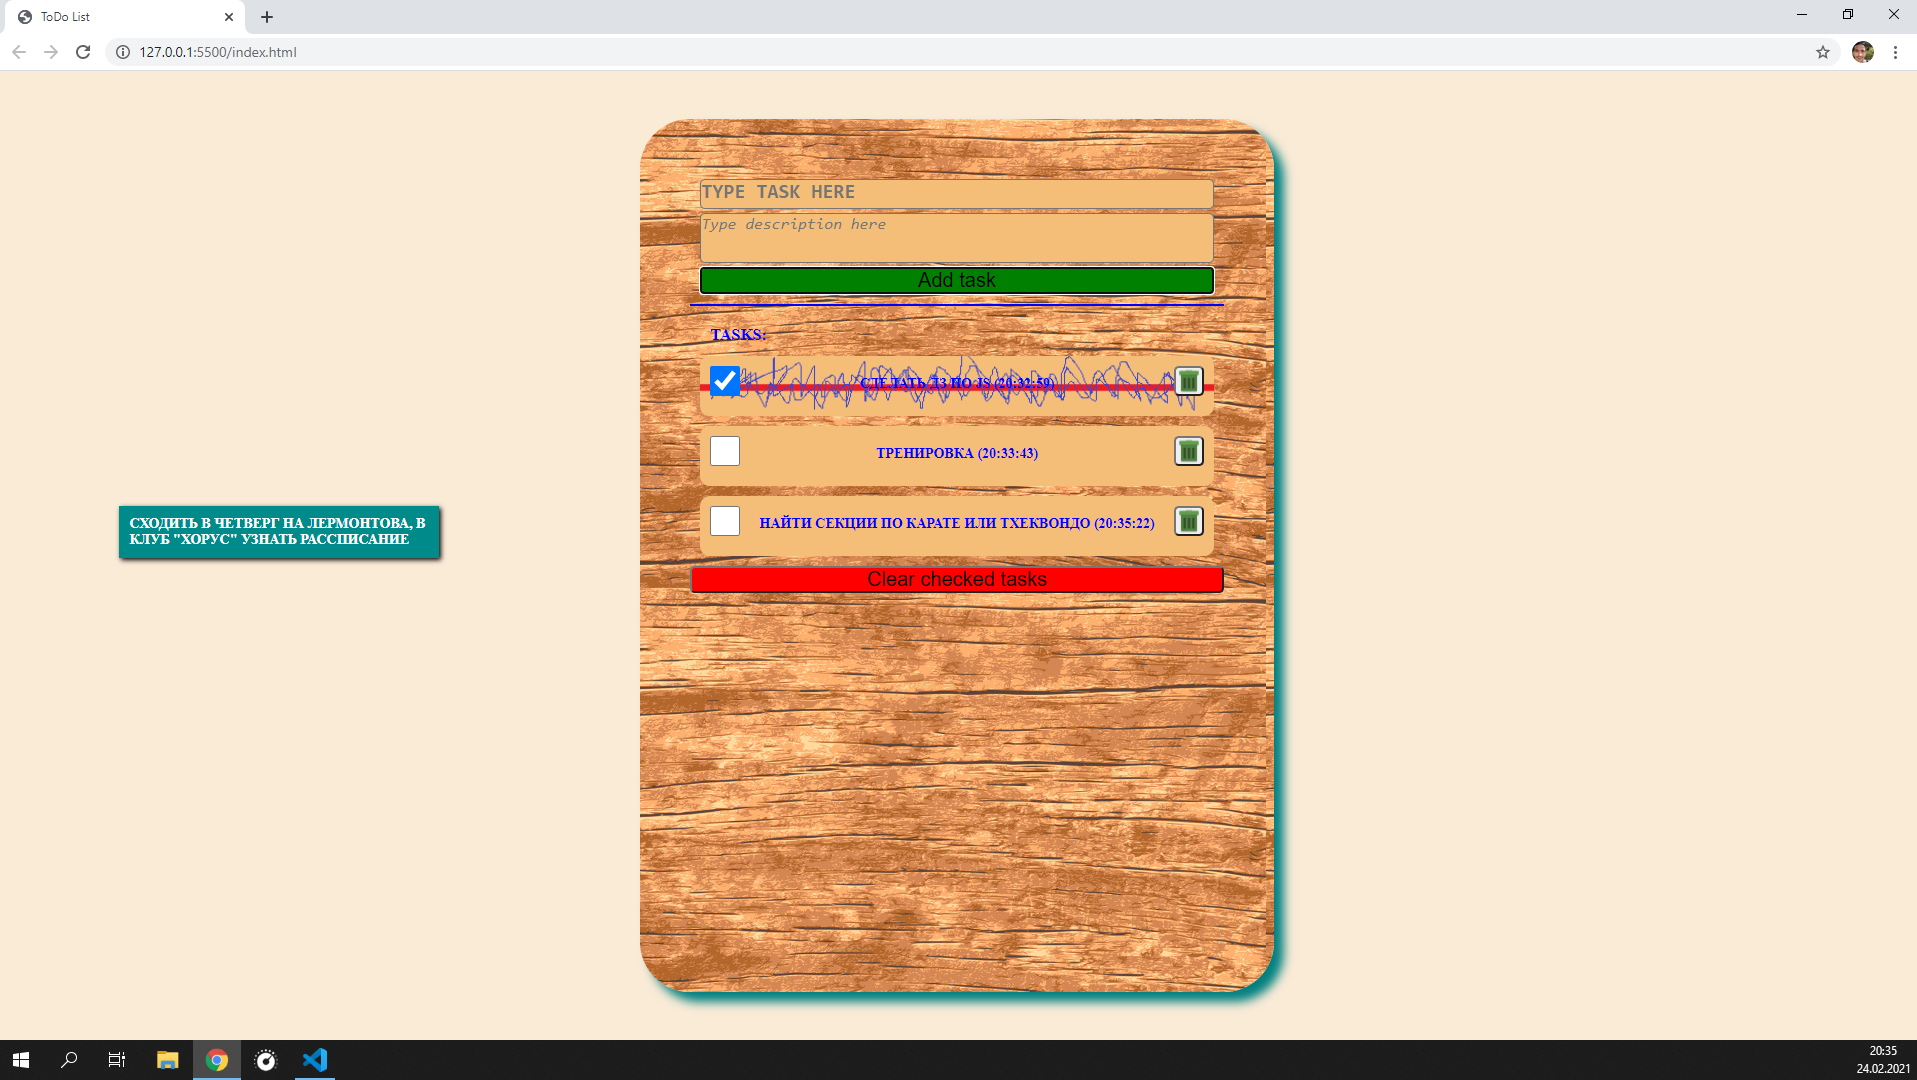 ToDo List
127.0.0.1:5500/index.html
TYPE TASK HERE
Type description here
Add task
TASKS:
СДЕЛАТЬ ДЗ ПО JS (20:32:59)
ТРЕНИРОВКА (20:33:43)
НАЙТИ СЕКЦИИ ПО КАРАТЕ ИЛИ ТХЕКВОНДО (20:35:22)
СХОДИТЬ В ЧЕТВЕРГ НА ЛЕРМОНТОВА, В
КЛУБ "ХОРУС" УЗНАТЬ РАССПИСАНИЕ
Clear checked tasks
20:35
24.02.2021